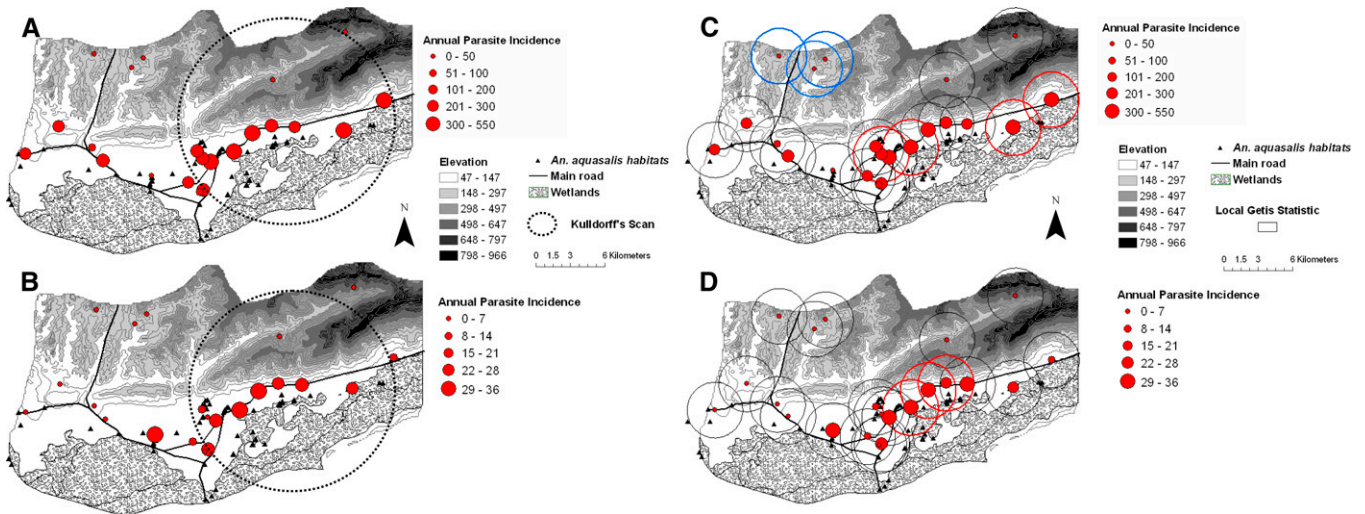 A
Annual Parasite Incidence
0 - 50
51 - 100
101 - 200
201 - 300
300 - 550
Elevation
47 - 147
148 - 297
298 - 497
498 - 647
648 - 797
798 - 966
An. aquasalis habitats
Main road
Wetlands
Kulldorff's Scan
N
0 1.5 3 6 Kilometers
B
Annual Parasite Incidence
0 - 7
8 - 14
15 - 21
22 - 28
29 - 36
C
Annual Parasite Incidence
0 - 50
51 - 100
101 - 200
201 - 300
300 - 550
Elevation
47 - 147
148 - 297
298 - 497
498 - 647
648 - 797
798 - 966
An. aquasalis habitats
Main road
Wetlands
Local Getis Statistic
N
0 1.5 3 6 Kilometers
D
Annual Parasite Incidence
0 - 7
8 - 14
15 - 21
22 - 28
29 - 36